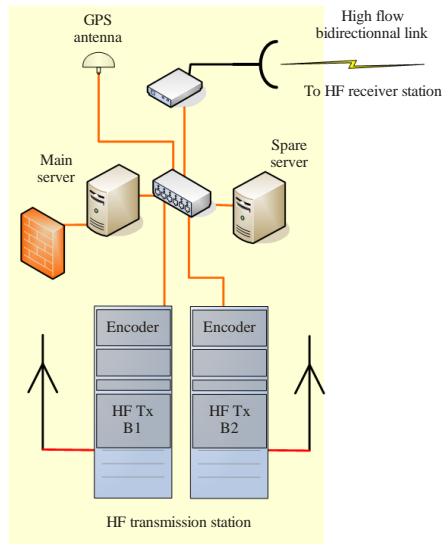 GPS
antenna
High flow
bidirectionnal link
To HF receiver station
Main
server
Spare
server
Encoder
Encoder
HF Tx
B1
HF Tx
B2
HF transmission station